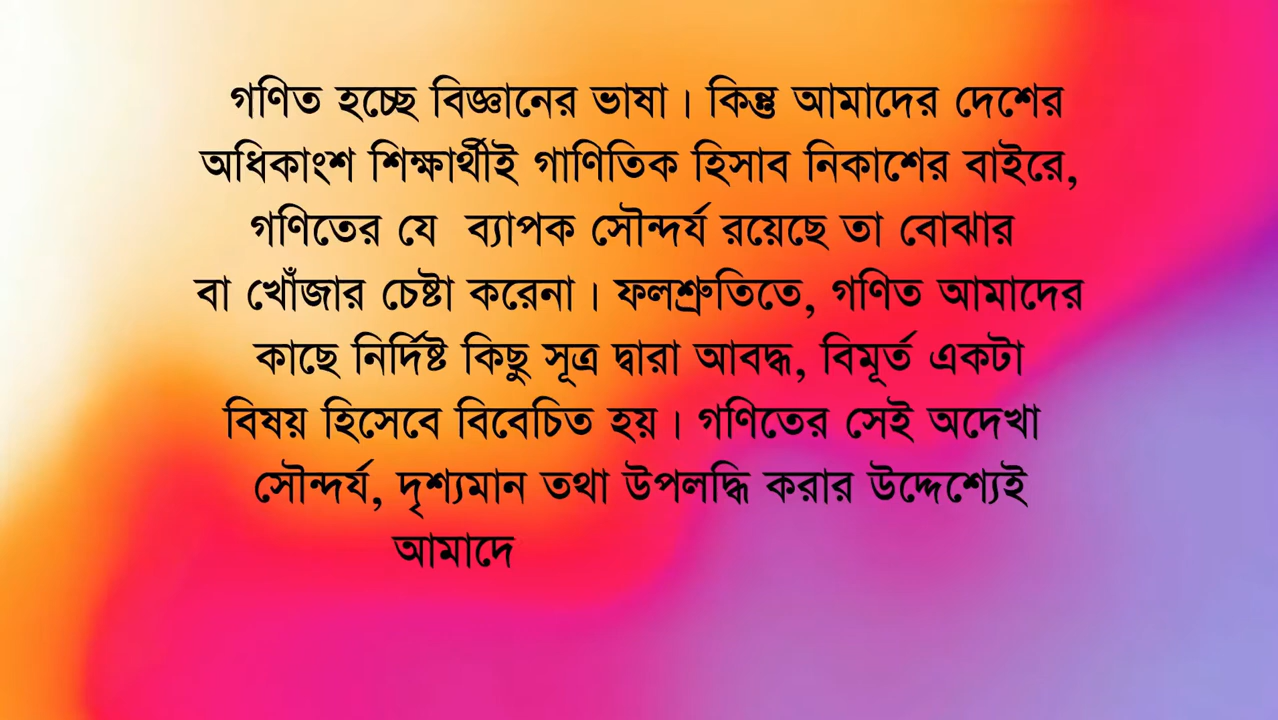 গণিত হচ্ছে বিজ্ঞানের ভাষা। কিন্তু আমাদের দেশের
অধিকাংশ শিক্ষার্থীই গাণিতিক হিসাব নিকাশের বাইরে,
গণিতের যে ব্যাপক সৌন্দর্য রয়েছে তা বোঝার
বা খোঁজার চেষ্টা করেনা। ফলশ্রুতিতে, গণিত আমাদের
কাছে নির্দিষ্ট কিছু সূত্র দ্বারা আবদ্ধ, বিমূর্ত একটা
বিষয় হিসেবে বিবেচিত হয়। গণিতের সেই অদেখা
সৌন্দর্য, দৃশ্যমান তথা উপলদ্ধি করার উদ্দেশ্যেই
আমাদে